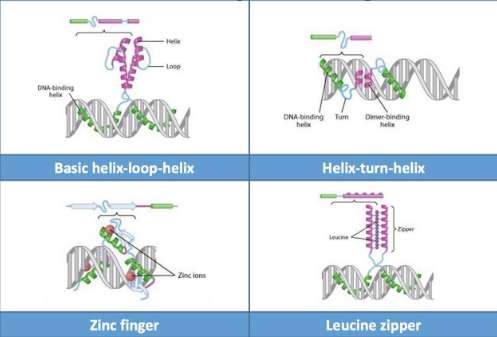 Helix
Loop
DNA-binding
helix
Basic helix-loop-helix
DNA-binding
helix
Turn
Dimer-binding
helix
Helix-turn-helix
Zinc ions
Zinc finger
Leucine
Zipper
Leucine zipper